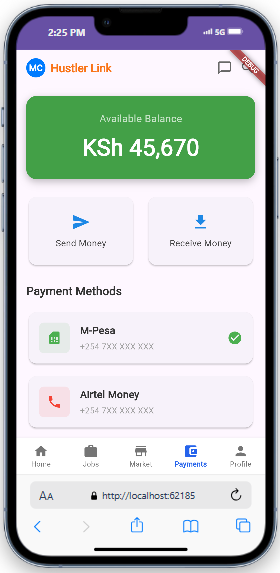 2:25 PM 5G
MC Hustler Link
DEBUG
Available Balance
KSh 45,670
Send Money
Receive Money
Payment Methods
M-Pesa
+254 7XX XXX XXX
Airtel Money
+254 7XX XXX XXX
Home Jobs Market Payments Profile
AA http://localhost:62185